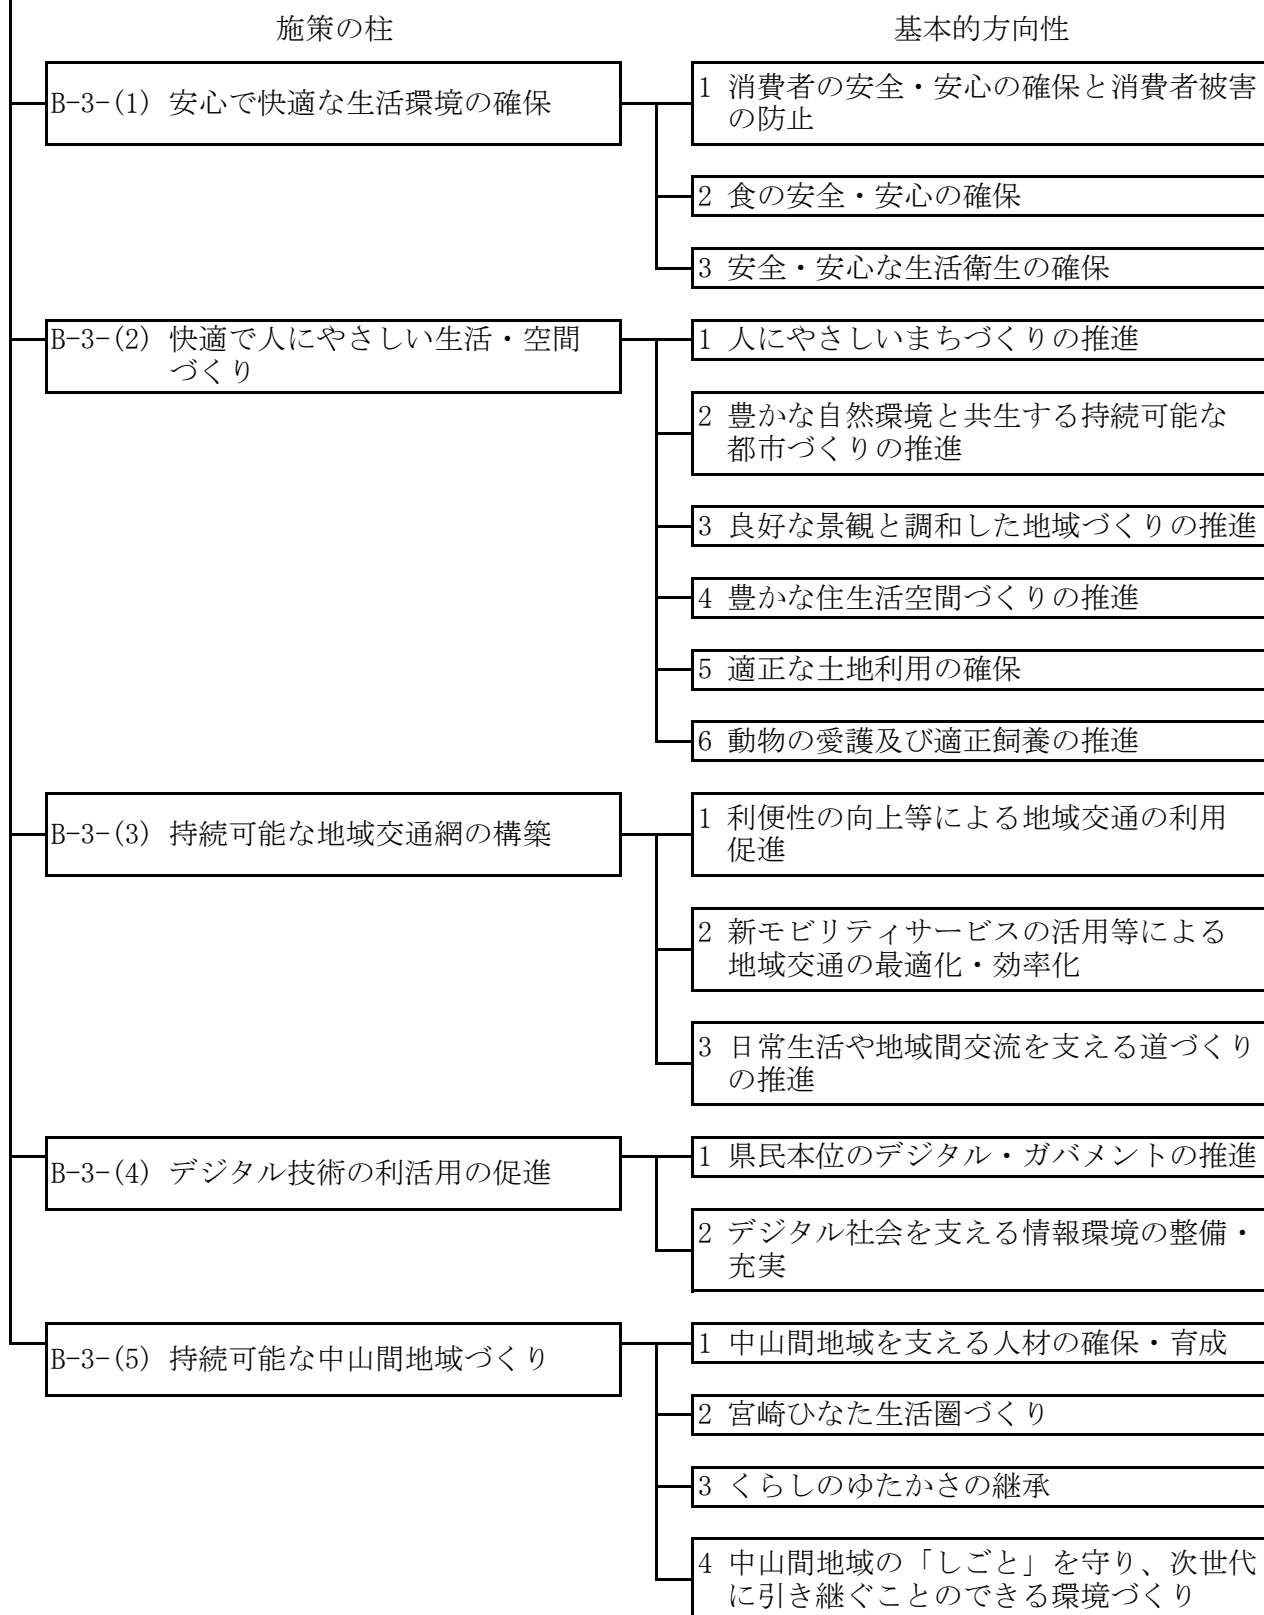 施策の柱
基本的方向性
B-3-(1) 安心で快適な生活環境の確保
1 消費者の安全・安心の確保と消費者被害
の防止
2 食の安全・安心の確保
3 安全・安心な生活衛生の確保
B-3-(2) 快適で人にやさしい生活・空間
づくり
1 人にやさしいまちづくりの推進
2 豊かな自然環境と共生する持続可能な
都市づくりの推進
3 良好な景観と調和した地域づくりの推進
4 豊かな住生活空間づくりの推進
5 適正な土地利用の確保
6 動物の愛護及び適正飼養の推進
B-3-(3) 持続可能な地域交通網の構築
1 利便性の向上等による地域交通の利用
促進
2 新モビリティサービスの活用等による
地域交通の最適化・効率化
3 日常生活や地域間交流を支える道づくり
の推進
B-3-(4) デジタル技術の利活用の促進
1 県民本位のデジタル・ガバメントの推進
2 デジタル社会を支える情報環境の整備・
充実
B-3-(5) 持続可能な中山間地域づくり
1 中山間地域を支える人材の確保・育成
2 宮崎ひなた生活圏づくり
3 くらしのゆたかさの継承
4 中山間地域の「しごと」を守り、次世代
に引き継ぐことのできる環境づくり